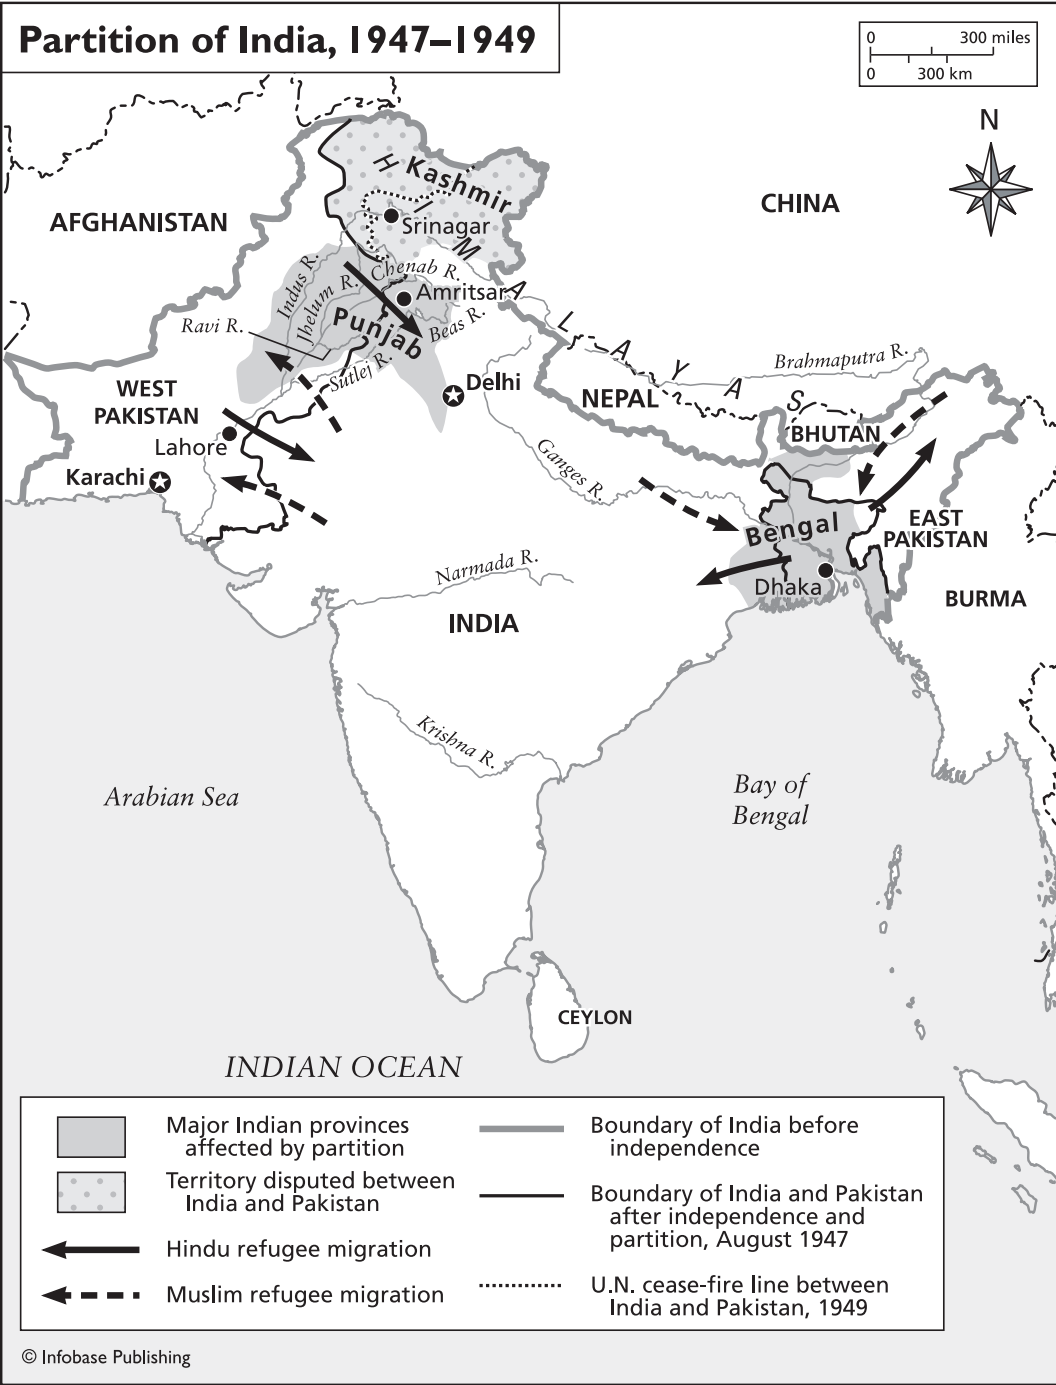 Partition of India, 1947–1949
0 300 miles
0 300 km
N
AFGHANISTAN
CHINA
Kashmir
Srinagar
HIMALAYAS
Indus R.
Jhelum R.
Chenab R.
Amritsar
Ravi R.
Punjab
Beas R.
Sutlej R.
Delhi
Brahmaputra R.
NEPAL
BHUTAN
WEST
PAKISTAN
Lahore
Karachi
Ganges R.
Bengal
EAST
PAKISTAN
Dhaka
BURMA
Narmada R.
INDIA
Krishna R.
Arabian Sea
Bay of
Bengal
CEYLON
INDIAN OCEAN
Major Indian provinces
affected by partition
Territory disputed between
India and Pakistan
Hindu refugee migration
Muslim refugee migration
Boundary of India before
independence
Boundary of India and Pakistan
after independence and
partition, August 1947
U.N. cease-fire line between
India and Pakistan, 1949
© Infobase Publishing